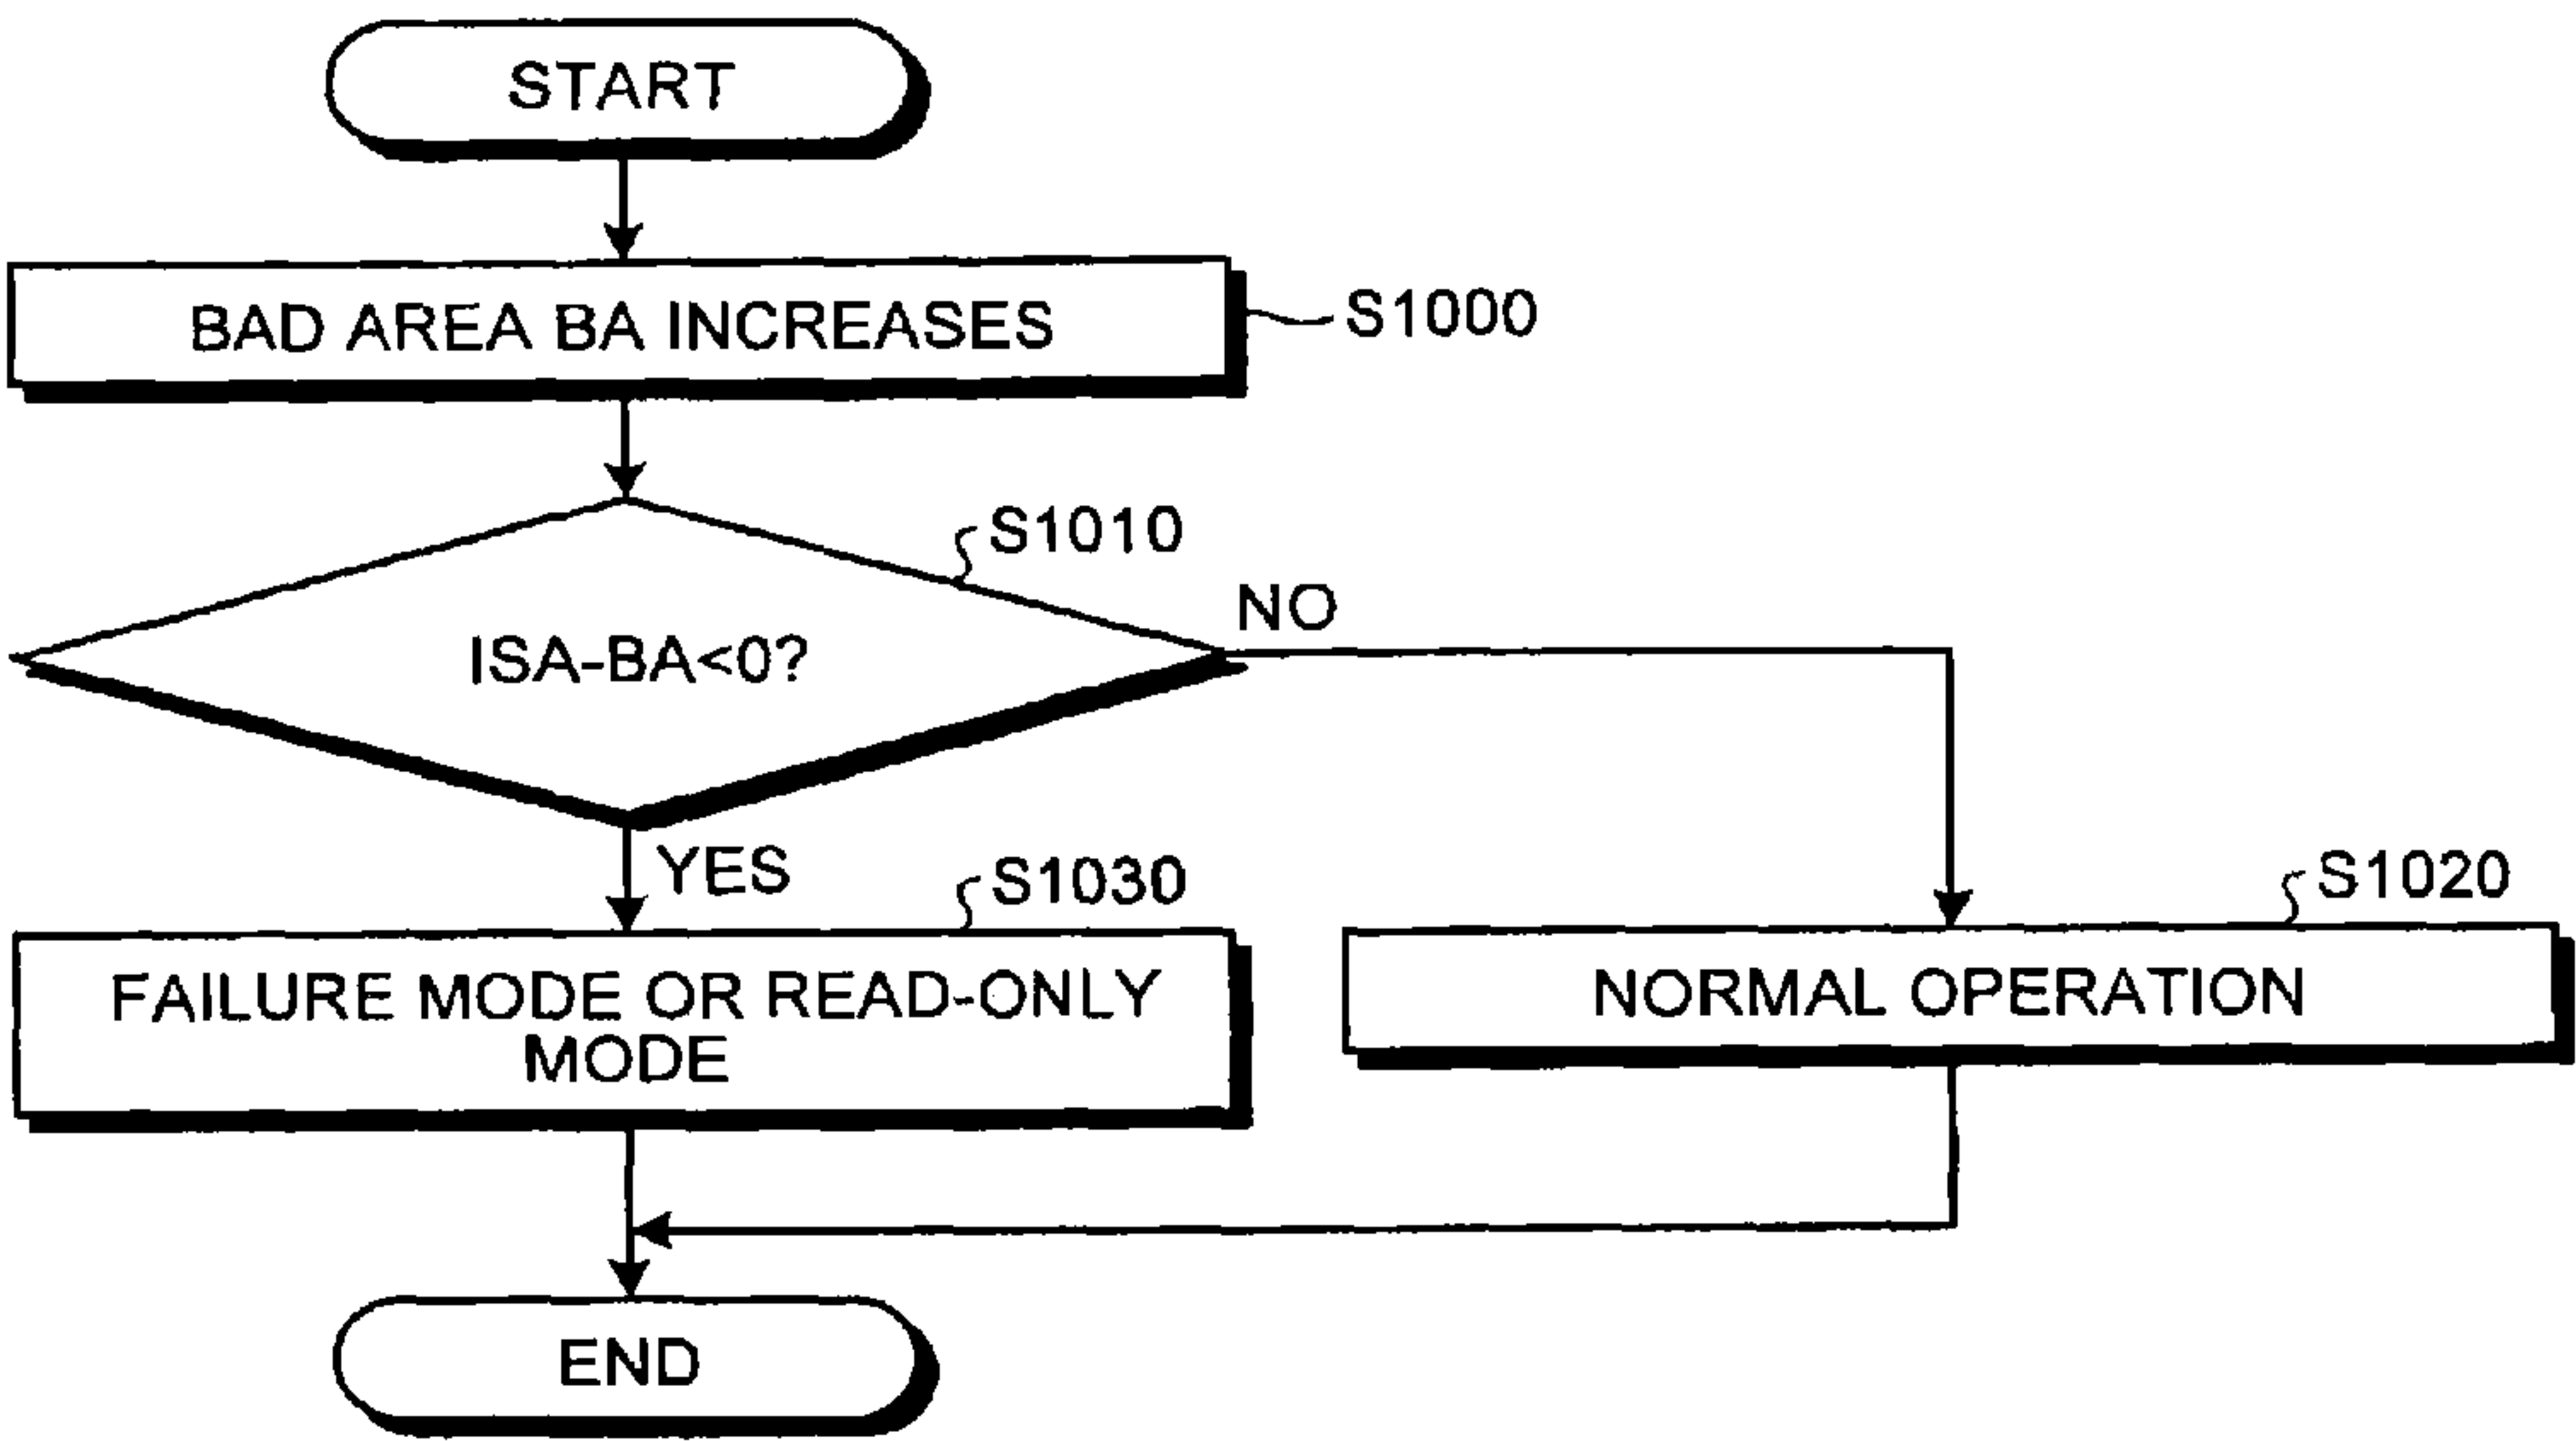 START
BAD AREA BA INCREASES
S1000
S1010
ISA-BA<0?
NO
YES
S1030
S1020
FAILURE MODE OR READ-ONLY
MODE
NORMAL OPERATION
END